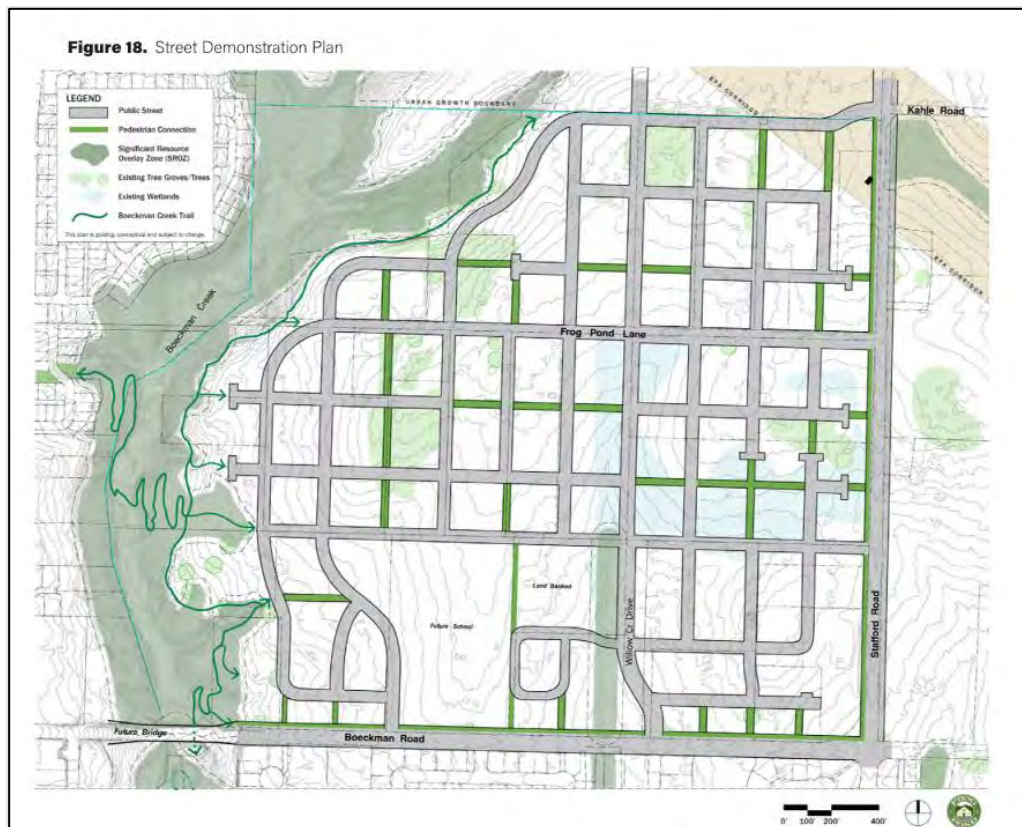 Figure 18. Street Demonstration Plan
LEGEND
Public Street
Pedestrian Connection
Significant Resource
Overlay Zone (SROZ)
Existing Tree Groves/Trees
Existing Wetlands
Boeckman Creek Trail
This plan is guiding, conceptual and subject to change.
URBAN GROWTH BOUNDARY
BPA CORRIDOR
Kahle Road
BPA CORRIDOR
Boeckman Creek
Frog Pond Lane
Land Banked
Future School
Willow Cr Drive
Stafford Road
Future Bridge
Boeckman Road
0' 100' 200' 400'